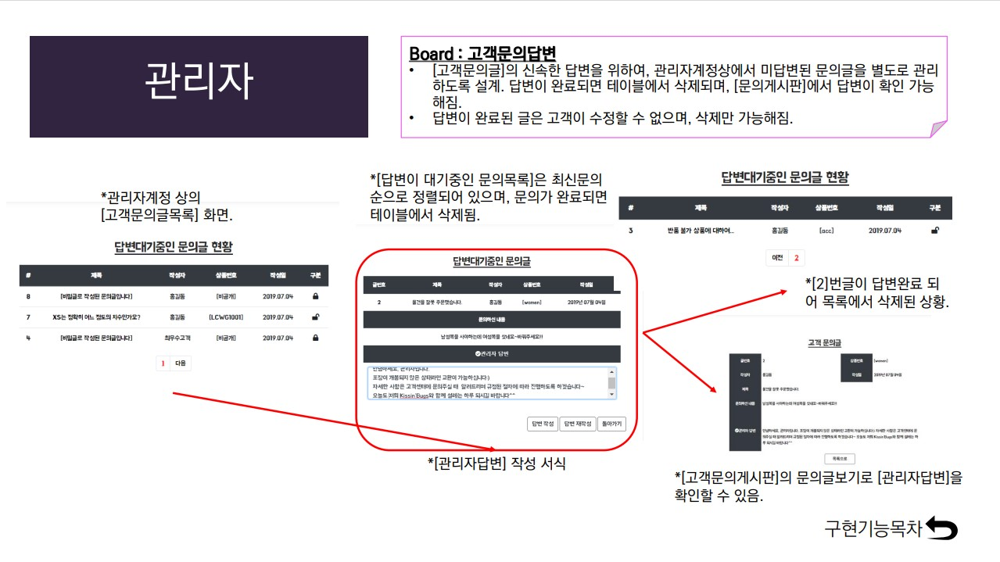 관리자
Board : 고객문의답변
• [고객문의글]의 신속한 답변을 위하여, 관리자계정상에서 미답변된 문의글을 별도로 관리
하도록 설계. 답변이 완료되면 테이블에서 삭제되며, [문의게시판]에서 답변이 확인 가능
해짐.
• 답변이 완료된 글은 고객이 수정할 수 없으며, 삭제만 가능해짐.
*관리자계정 상의
[고객문의글목록] 화면.
답변대기중인 문의글 현황
# 제목 작성자 상품번호 작성일 구분
8 [비밀글로 작성된 문의글입니다] 홍길동 [비공개] 2019.07.04
7 XS는 정확히 어느 정도의 치수인가요? 홍길동 [LCWG1001] 2019.07.04
4 [비밀글로 작성된 문의글입니다] 최우수고객 [비공개] 2019.07.04
1 다음
*[답변이 대기중인 문의목록]은 최신문의
순으로 정렬되어 있으며, 문의가 완료되면
테이블에서 삭제됨.
답변대기중인 문의글
글번호 제목 작성자 상품번호 작성일
2 물건을 잘못 주문했습니다. 홍길동 [women] 2019년 07월 04일
문의하신 내용
남성복을 사야하는데 여성복을 샀네요~바꿔주세요!!
관리자 답변
안녕하세요, 관리자입니다.
포장이 개봉되지 않은 상태라면 교환이 가능하십니다:)
자세한 사항은 고객센터에 문의주실 때 알려드리며 규정된 절차에 따라 진행하도록 하겠습니다~
오늘도 저희 Kissin'Bugs와 함께 설레는 하루 되시길 바랍니다^^
답변 작성 답변 재작성 돌아가기
*[관리자답변] 작성 서식
답변대기중인 문의글 현황
# 제목 작성자 상품번호 작성일 구분
3 반품 불가 상품에 대하여... 홍길동 [acc] 2019.07.04
이전 2
*[2]번글이 답변완료 되
어 목록에서 삭제된 상황.
고객 문의글
글번호 2 상품번호 [women]
작성자 홍길동 작성일 2019년 07월 04일
제목 물건을 잘못 주문했습니다.
문의하신 내용 남성복을 사야하는데 여성복을 샀네요~바꿔주세요!!
관리자 답변 안녕하세요, 관리자입니다. 포장이 개봉되지 않은 상태라면 교환이 가능하십니다:) 자세한 사항은 고객센터에 문
의주실 때 알려드리며 규정된 절차에 따라 진행하도록 하겠습니다~ 오늘도 저희 Kissin'Bugs와 함께 설레는 하
루 되시길 바랍니다^^
목록으로
*[고객문의게시판]의 문의글보기로 [관리자답변]을
확인할 수 있음.
구현기능목차